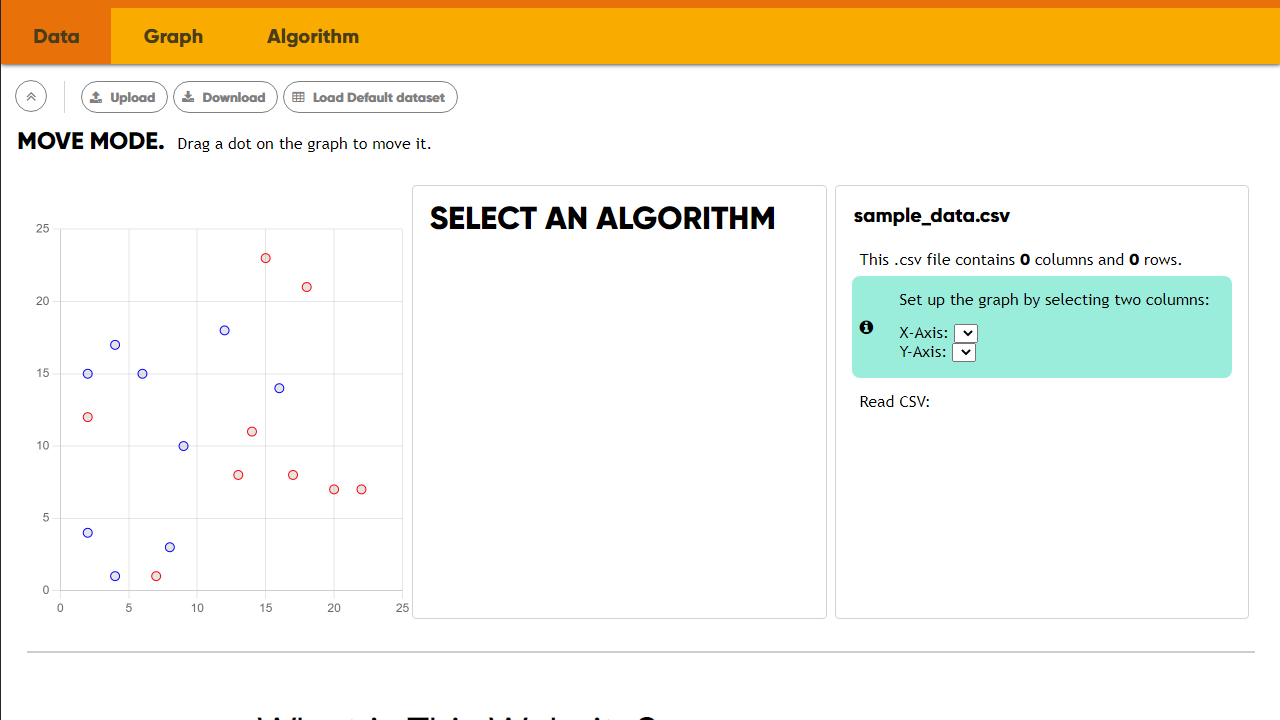 Data Graph Algorithm
Upload Download Load Default dataset
MOVE MODE. Drag a dot on the graph to move it.
25
20
15
10
5
0
0 5 10 15 20 25
SELECT AN ALGORITHM
sample_data.csv
This .csv file contains 0 columns and 0 rows.
Set up the graph by selecting two columns:
X-Axis:
Y-Axis:
Read CSV: